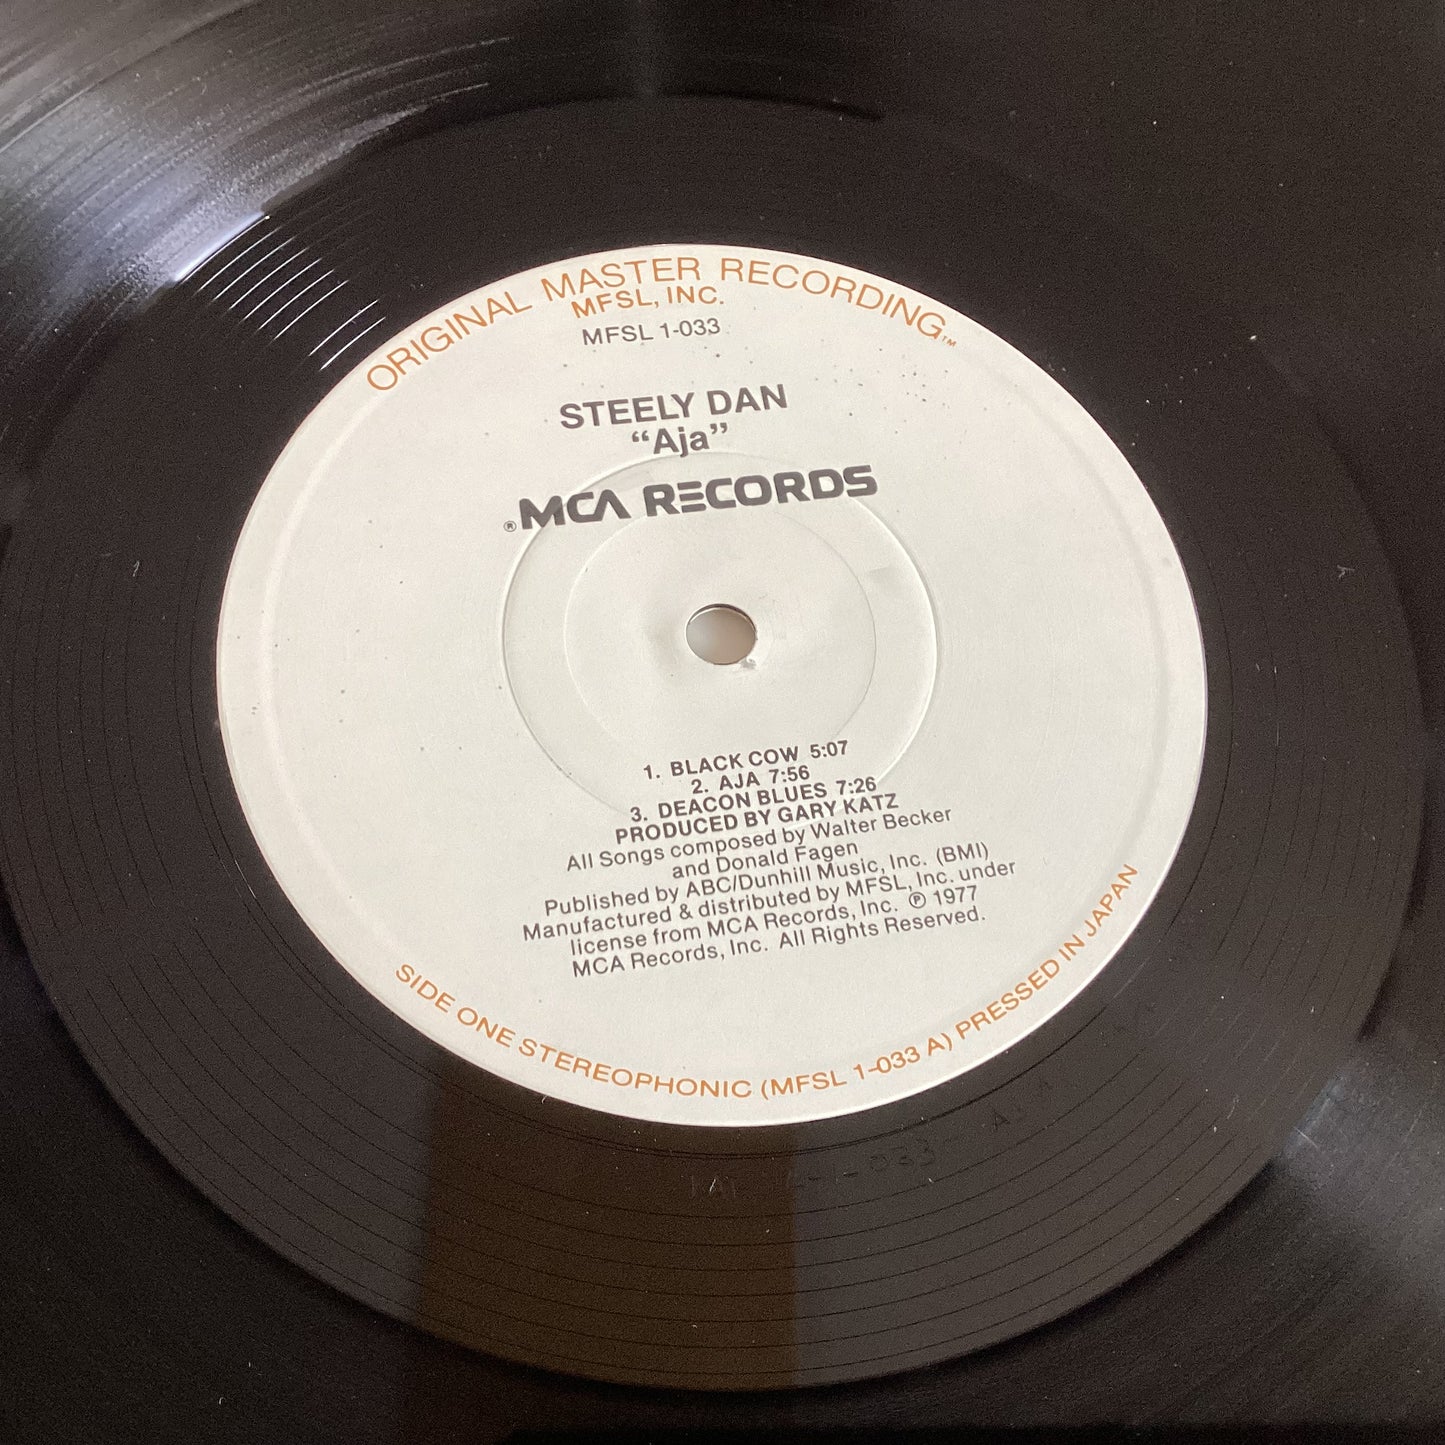 ORIGINAL MASTER RECORDING™
MFSL, INC.
MFSL 1-033
STEELY DAN
“Aja”
®MCA RECORDS
1. BLACK COW 5:07
2. AJA 7:56
3. DEACON BLUES 7:26
PRODUCED BY GARY KATZ
All Songs composed by Walter Becker
and Donald Fagen
Published by ABC/Dunhill Music, Inc. (BMI)
Manufactured & distributed by MFSL, Inc. under
license from MCA Records, Inc. ℗ 1977
MCA Records, Inc. All Rights Reserved.
SIDE ONE STEREOPHONIC (MFSL 1-033 A) PRESSED IN JAPAN